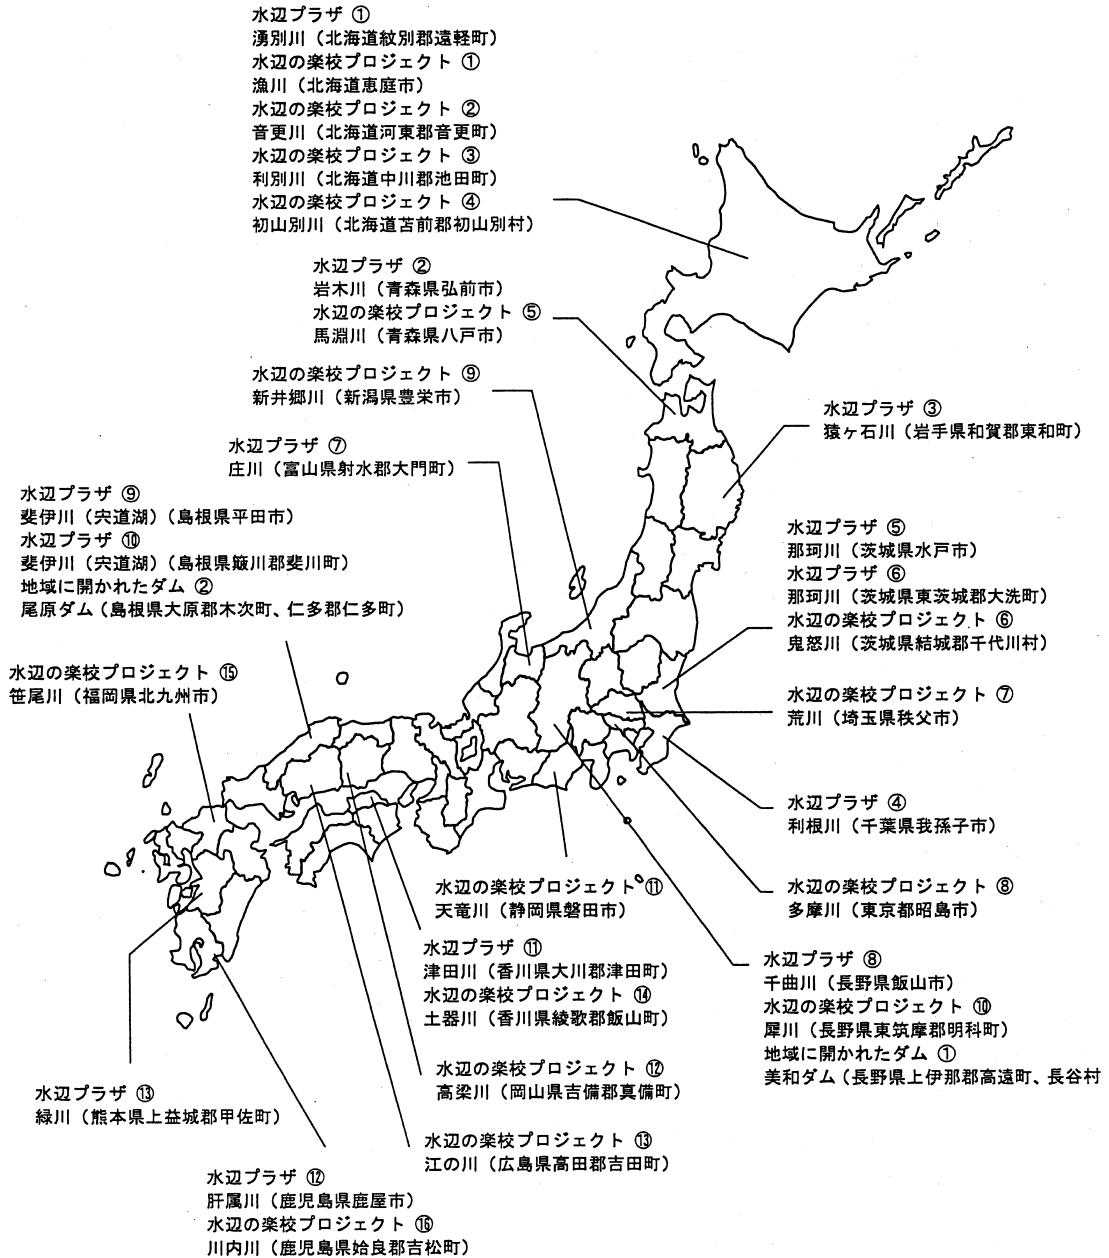 水辺プラザ ①
湧別川（北海道紋別郡遠軽町）
水辺の楽校プロジェクト ①
漁川（北海道恵庭市）
水辺の楽校プロジェクト ②
音更川（北海道河東郡音更町）
水辺の楽校プロジェクト ③
利別川（北海道中川郡池田町）
水辺の楽校プロジェクト ④
初山別川（北海道苫前郡初山別村）
水辺プラザ ②
岩木川（青森県弘前市）
水辺の楽校プロジェクト ⑤
馬淵川（青森県八戸市）
水辺の楽校プロジェクト ⑨
新井郷川（新潟県豊栄市）
水辺プラザ ③
猿ヶ石川（岩手県和賀郡東和町）
水辺プラザ ⑦
庄川（富山県射水郡大門町）
水辺プラザ ⑨
斐伊川（宍道湖）（島根県平田市）
水辺プラザ ⑩
斐伊川（宍道湖）（島根県簸川郡斐川町）
地域に開かれたダム ②
尾原ダム（島根県大原郡木次町、仁多郡仁多町）
水辺プラザ ⑤
那珂川（茨城県水戸市）
水辺プラザ ⑥
那珂川（茨城県東茨城郡大洗町）
水辺の楽校プロジェクト ⑥
鬼怒川（茨城県結城郡千代川村）
水辺の楽校プロジェクト ⑮
笹尾川（福岡県北九州市）
水辺の楽校プロジェクト ⑦
荒川（埼玉県秩父市）
水辺プラザ ④
利根川（千葉県我孫子市）
水辺の楽校プロジェクト ⑪
天竜川（静岡県磐田市）
水辺の楽校プロジェクト ⑧
多摩川（東京都昭島市）
水辺プラザ ⑪
津田川（香川県大川郡津田町）
水辺の楽校プロジェクト ⑭
土器川（香川県綾歌郡飯山町）
水辺プラザ ⑧
千曲川（長野県飯山市）
水辺の楽校プロジェクト ⑩
犀川（長野県東筑摩郡明科町）
地域に開かれたダム ①
美和ダム（長野県上伊那郡高遠町、長谷村
水辺の楽校プロジェクト ⑫
高梁川（岡山県吉備郡真備町）
水辺プラザ ⑬
緑川（熊本県上益城郡甲佐町）
水辺の楽校プロジェクト ⑬
江の川（広島県高田郡吉田町）
水辺プラザ ⑫
肝属川（鹿児島県鹿屋市）
水辺の楽校プロジェクト ⑯
川内川（鹿児島県姶良郡吉松町）